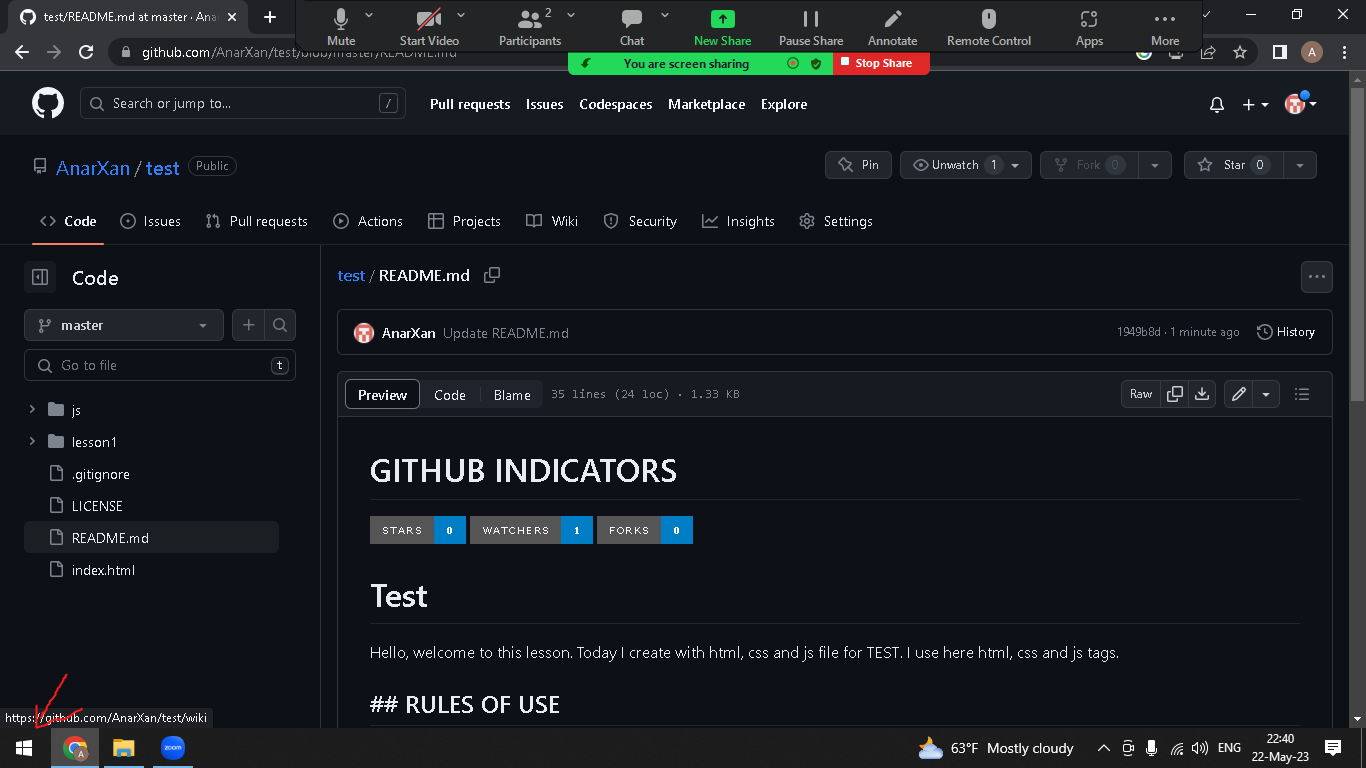 test/README.md at master · Ana
Mute
Start Video
2
Participants
Chat
New Share
Pause Share
Annotate
Remote Control
Apps
More
github.com/AnarXan/test/blob/master/README.md
A
You are screen sharing
Stop Share
Search or jump to...
/
Pull requests
Issues
Codespaces
Marketplace
Explore
AnarXan / test
Public
Pin
Unwatch 1
Fork 0
Star 0
Code
Issues
Pull requests
Actions
Projects
Wiki
Security
Insights
Settings
Code
master
Go to file
t
js
lesson1
.gitignore
LICENSE
README.md
index.html
test / README.md
AnarXan Update README.md
1949b8d · 1 minute ago
History
Preview
Code
Blame
35 lines (24 loc) · 1.33 KB
Raw
GITHUB INDICATORS
STARS 0
WATCHERS 1
FORKS 0
Test
Hello, welcome to this lesson. Today I create with html, css and js file for TEST. I use here html, css and js tags.
## RULES OF USE
https://github.com/AnarXan/test/wiki
A
zoom
63°F Mostly cloudy
ENG
22:40
22-May-23